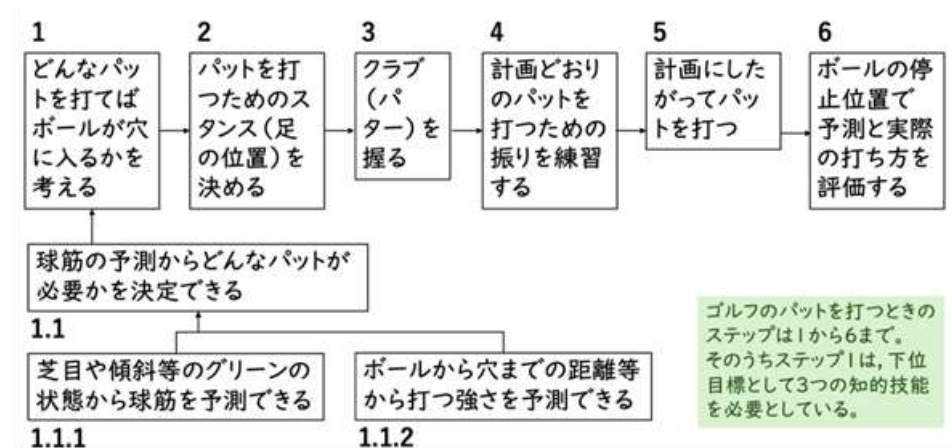 1
どんなパッ
トを打てば
ボールが穴
に入るかを
考える
2
パットを打
つためのス
タンス(足
の位置)を
決める
3
クラブ
(パ
ター)を
握る
4
計画どおり
のパットを
打つための
振りを練習
する
5
計画にした
がってパッ
トを打つ
6
ボールの停
止位置で
予測と実際
の打ち方を
評価する
球筋の予測からどんなパットが
必要かを決定できる
1.1
芝目や傾斜等のグリーンの
状態から球筋を予測できる
1.1.1
ボールから穴までの距離等
から打つ強さを予測できる
1.1.2
ゴルフのパットを打つときの
ステップは1から6まで。
そのうちステップ1は,下位
目標として3つの知的技能
を必要としている。